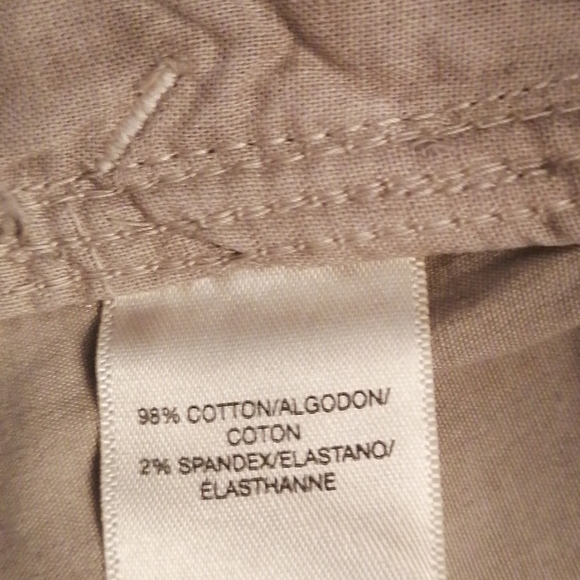 98% COTTON/ALGODON/
COTON
2% SPANDEX/ELASTANO/
ÉLASTHANNE